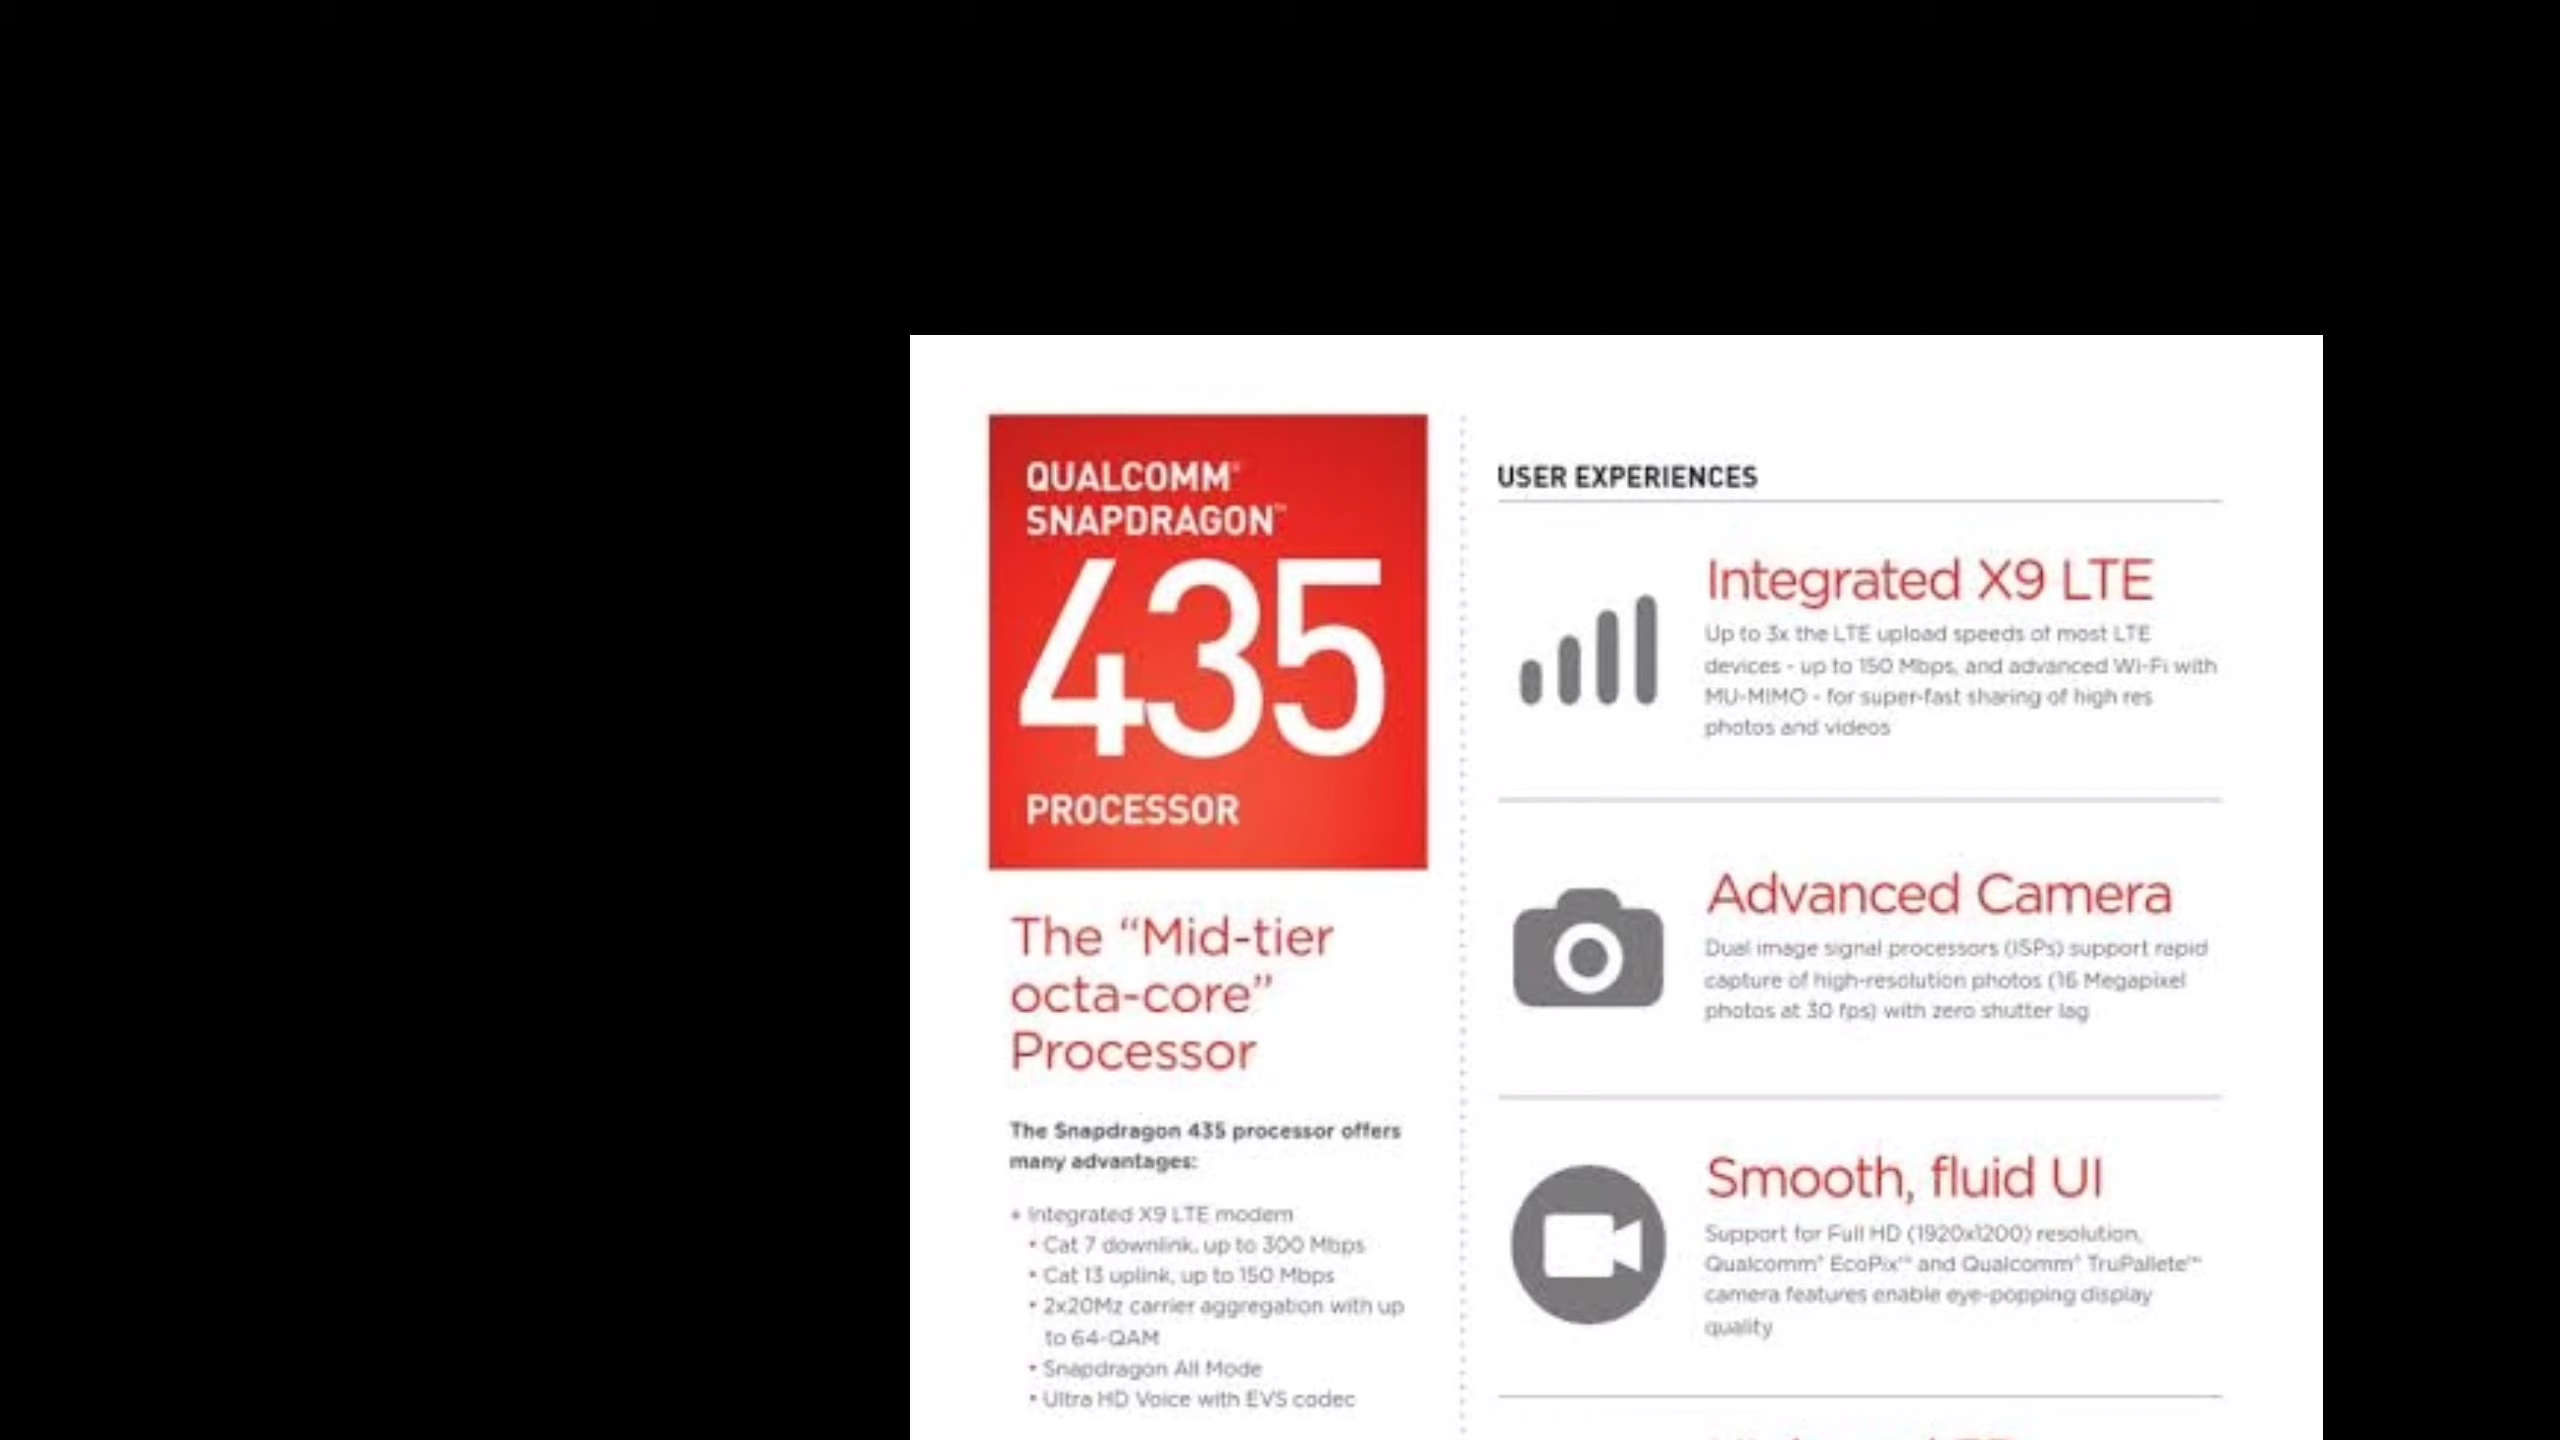 QUALCOMM®
SNAPDRAGON™
435
PROCESSOR
The “Mid-tier
octa-core”
Processor
The Snapdragon 435 processor offers
many advantages:
• Integrated X9 LTE modem
• Cat 7 downlink, up to 300 Mbps
• Cat 13 uplink, up to 150 Mbps
• 2x20Mz carrier aggregation with up
to 64-QAM
• Snapdragon All Mode
• Ultra HD Voice with EVS codec
USER EXPERIENCES
Integrated X9 LTE
Up to 3x the LTE upload speeds of most LTE
devices - up to 150 Mbps, and advanced Wi-Fi with
MU-MIMO - for super-fast sharing of high res
photos and videos
Advanced Camera
Dual image signal processors (ISPs) support rapid
capture of high-resolution photos (16 Megapixel
photos at 30 fps) with zero shutter lag
Smooth, fluid UI
Support for Full HD (1920x1200) resolution,
Qualcomm® EcoPix™ and Qualcomm® TruPallete™
camera features enable eye-popping display
quality